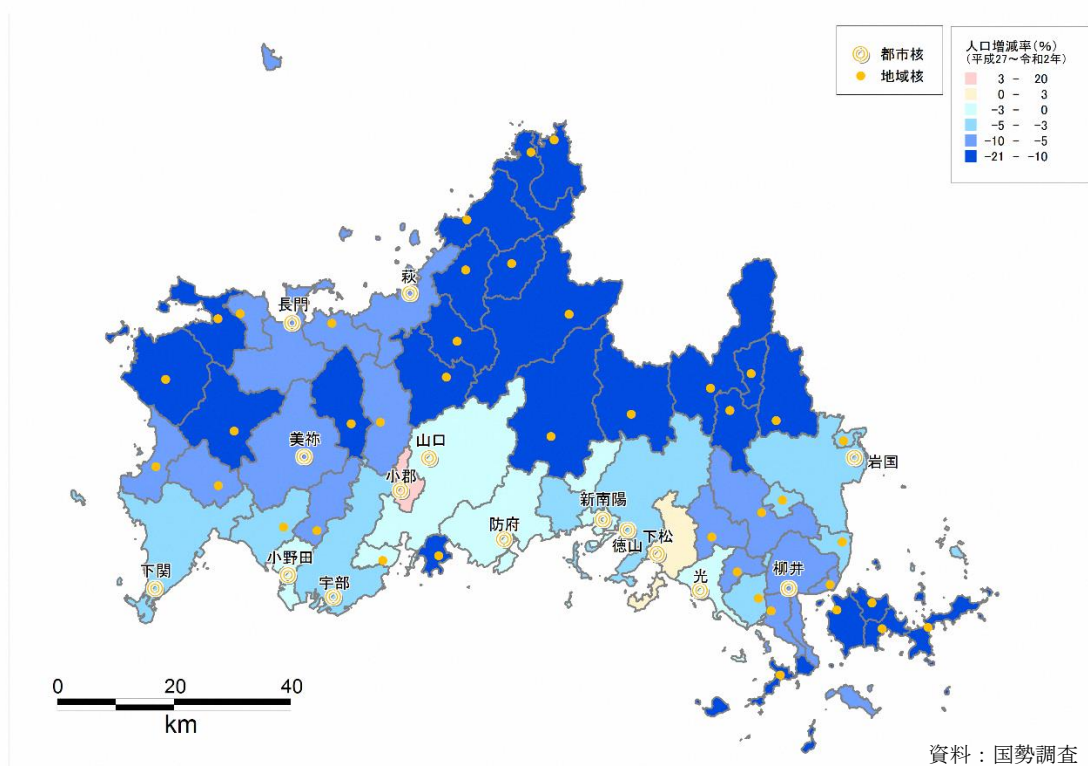 都市核
地域核
人口増減率(%)
(平成27～令和2年)
3 － 20
0 － 3
-3 － 0
-5 － -3
-10 － -5
-21 － -10
萩
長門
美祢
山口
小郡
岩国
新南陽
防府
徳山
下松
小野田
下関
宇部
光
柳井
0 20 40
km
資料：国勢調査